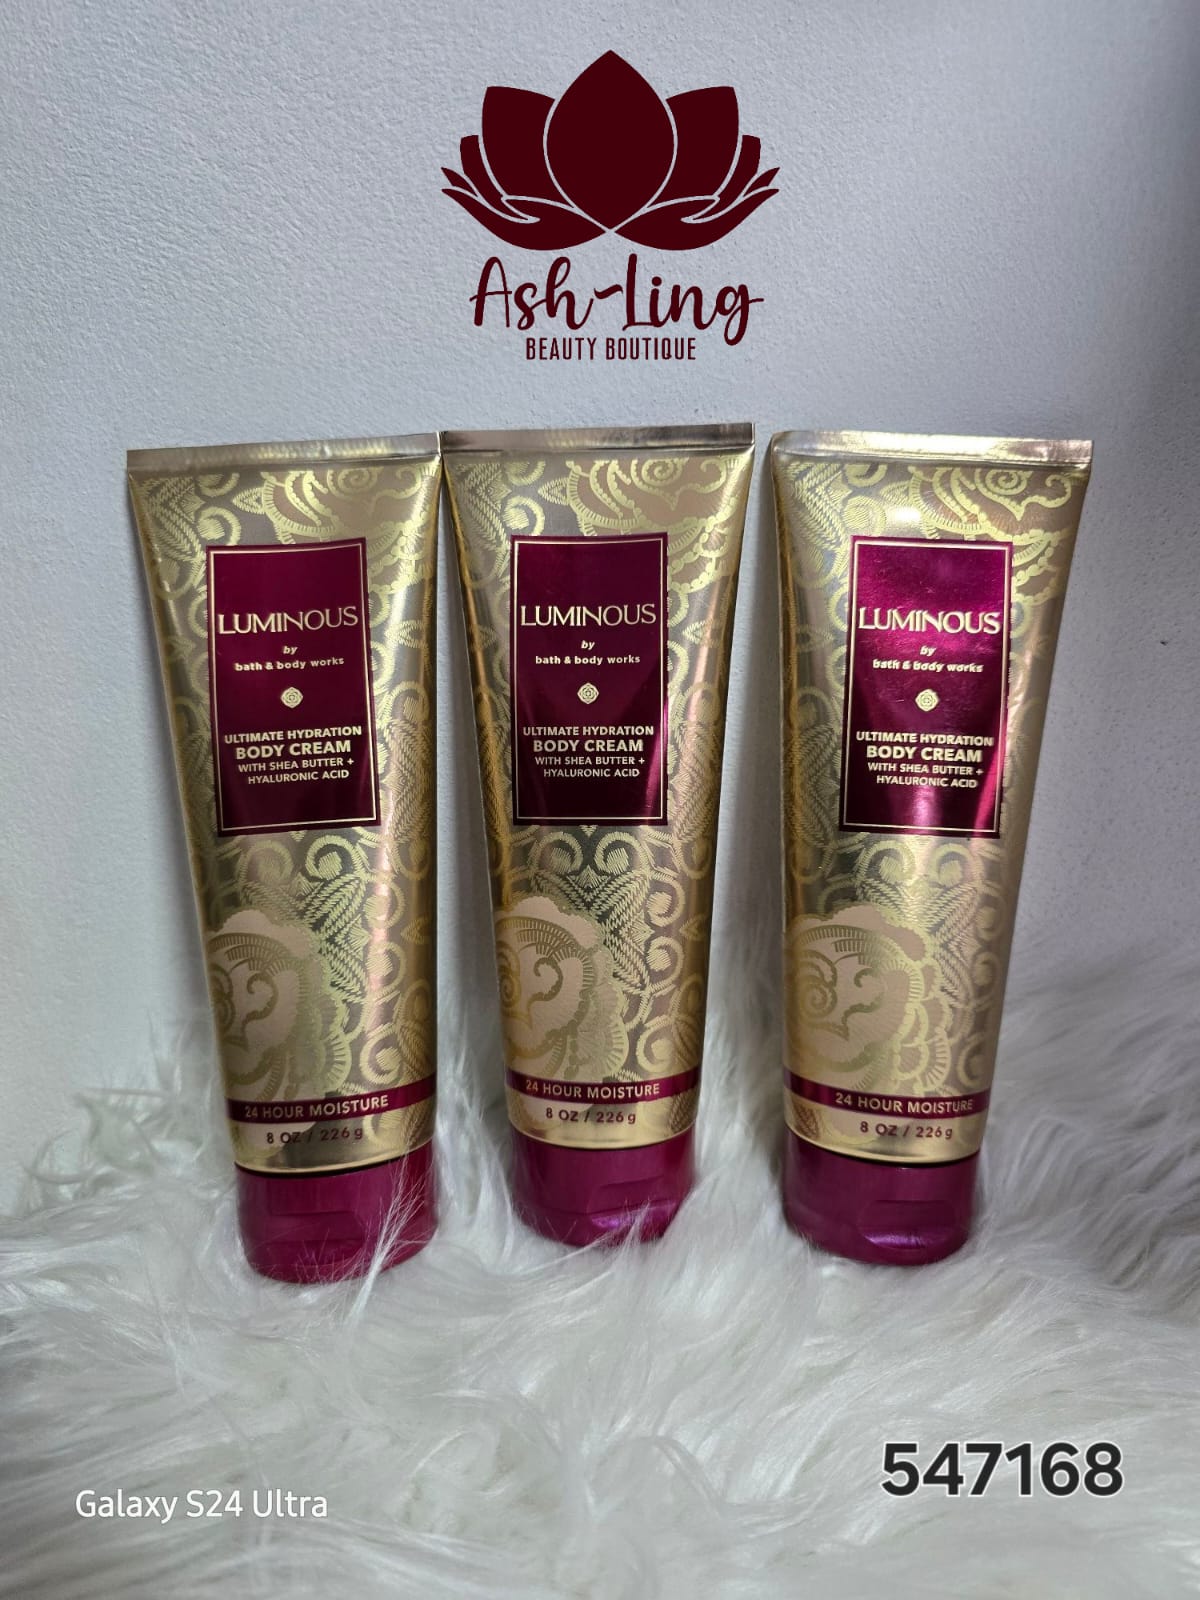 Ash-Ling
BEAUTY BOUTIQUE
LUMINOUS
by
bath & body works
ULTIMATE HYDRATION
BODY CREAM
WITH SHEA BUTTER +
HYALURONIC ACID
24 HOUR MOISTURE
8 OZ / 226 g
LUMINOUS
by
bath & body works
ULTIMATE HYDRATION
BODY CREAM
WITH SHEA BUTTER +
HYALURONIC ACID
24 HOUR MOISTURE
8 OZ / 226 g
LUMINOUS
by
bath & body works
ULTIMATE HYDRATION
BODY CREAM
WITH SHEA BUTTER +
HYALURONIC ACID
24 HOUR MOISTURE
8 OZ / 226 g
547168
Galaxy S24 Ultra